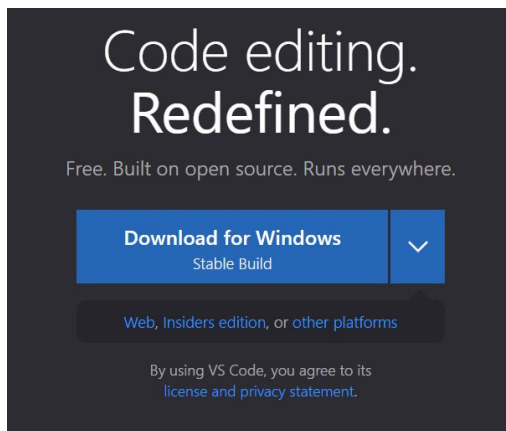 Code editing.
Redefined.
Free. Built on open source. Runs everywhere.
Download for Windows
Stable Build
Web, Insiders edition, or other platforms
By using VS Code, you agree to its
license and privacy statement.